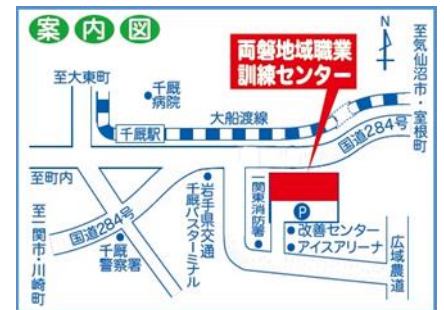 案内図
N
両磐地域職業
訓練センター
至気仙沼市・室根町
至大東町
千厩
病院
大船渡線
千厩駅
国道284号
至町内
国道284号
至一関市・川崎町
千厩
警察署
岩手県交通
千厩バスターミナル
一関東消防署
P
改善センター
アイスアリーナ
広域農道